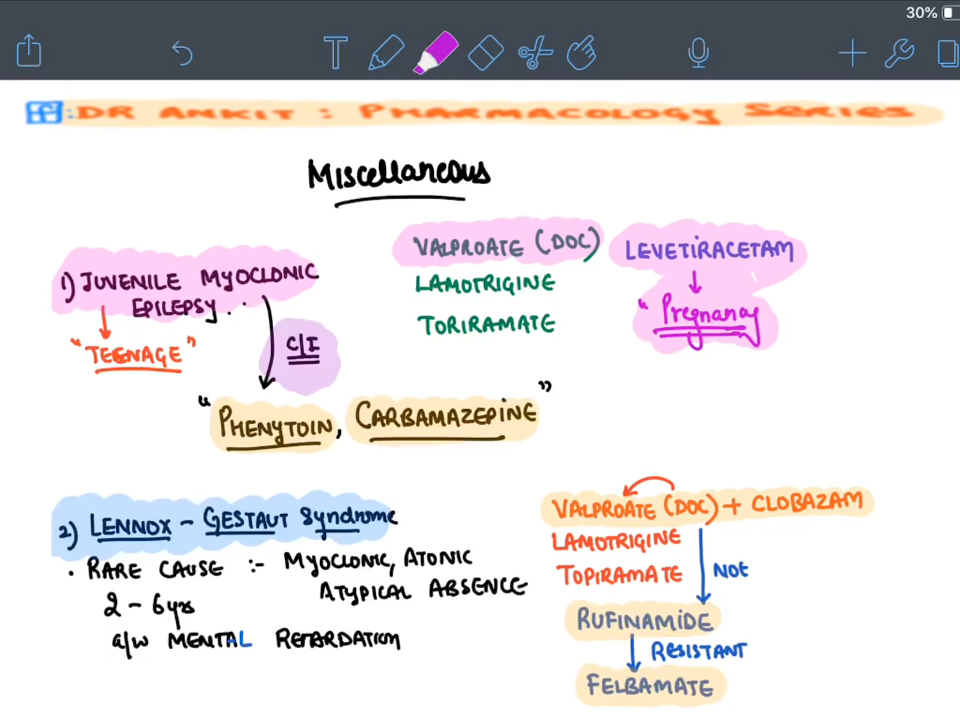 30%
DR ANKIT : PHARMACOLOGY SERIES
Miscellaneous
1) JUVENILE MYOCLONIC
EPILEPSY.
"TEENAGE"
C/I
"PHENYTOIN, CARBAMAZEPINE"
VALPROATE (DOC)
LAMOTRIGINE
TORIRAMATE
LEVETIRACETAM
"Pregnancy
2) LENNOX - GESTAUT Syndrome
• RARE CAUSE :- MYOCLONIC, ATONIC
ATYPICAL ABSENCE
2-6yrs
a/w MENTAL RETARDATION
VALPROATE (DOC) + CLOBAZAM
LAMOTRIGINE
TOPIRAMATE
NOT
RUFINAMIDE
RESISTANT
FELBAMATE